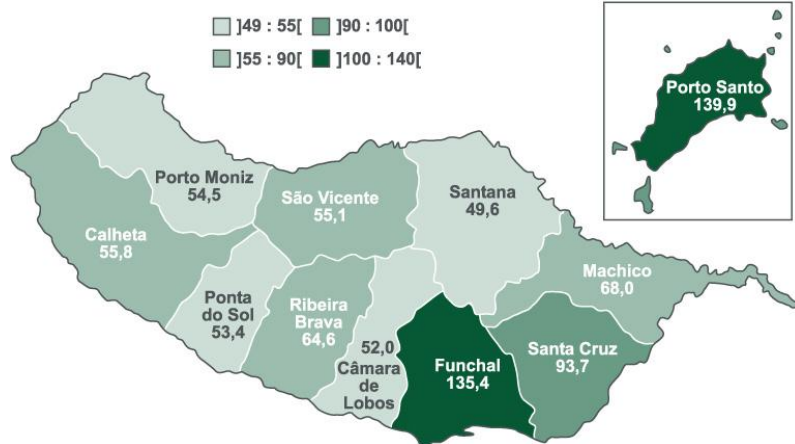 ]49 : 55[
]90 : 100[
]55 : 90[
]100 : 140[
Porto Santo
139,9
Porto Moniz
54,5
São Vicente
55,1
Santana
49,6
Calheta
55,8
Machico
68,0
Ponta
do Sol
53,4
Ribeira
Brava
64,6
52,0
Câmara
de
Lobos
Funchal
135,4
Santa Cruz
93,7